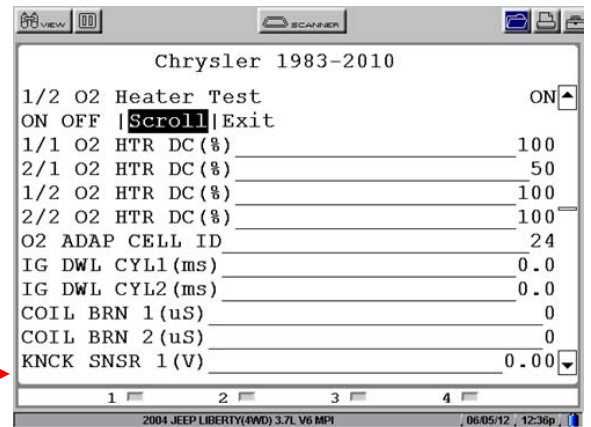 VIEW SCANNER
Chrysler 1983-2010
1/2 O2 Heater Test ON
ON OFF |Scroll|Exit
1/1 O2 HTR DC(%) 100
2/1 O2 HTR DC(%) 50
1/2 O2 HTR DC(%) 100
2/2 O2 HTR DC(%) 100
O2 ADAP CELL ID 24
IG DWL CYL1(ms) 0.0
IG DWL CYL2(ms) 0.0
COIL BRN 1(uS) 0
COIL BRN 2(uS) 0
KNCK SNSR 1(V) 0.00
1 2 3 4
2004 JEEP LIBERTY(4WD) 3.7L V6 MPI 06/05/12 12:36p